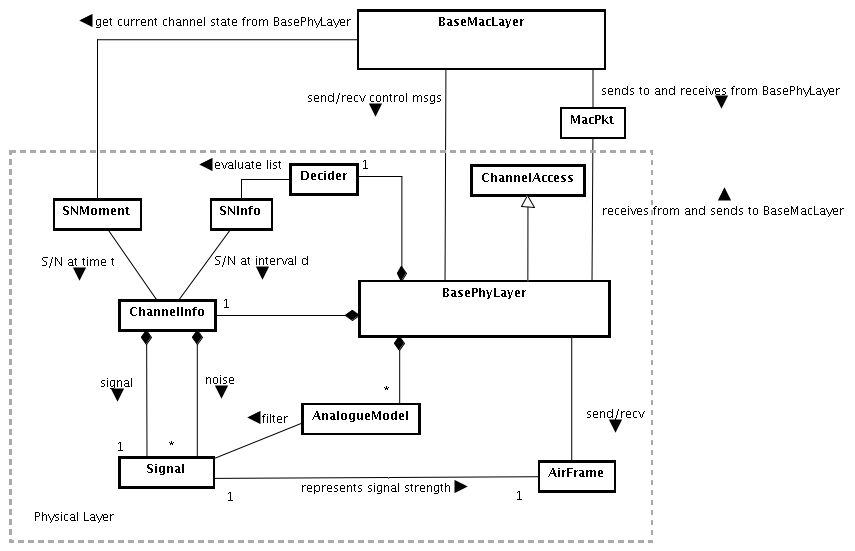 BaseMacLayer
get current channel state from BasePhyLayer
send/recv control msgs
sends to and receives from BasePhyLayer
MacPkt
evaluate list
Decider
1
ChannelAccess
SNMoment
SNInfo
receives from and sends to BaseMacLayer
S/N at time t
S/N at interval d
BasePhyLayer
ChannelInfo
1
signal
noise
*
AnalogueModel
filter
send/recv
1
*
Signal
AirFrame
represents signal strength
1
1
Physical Layer